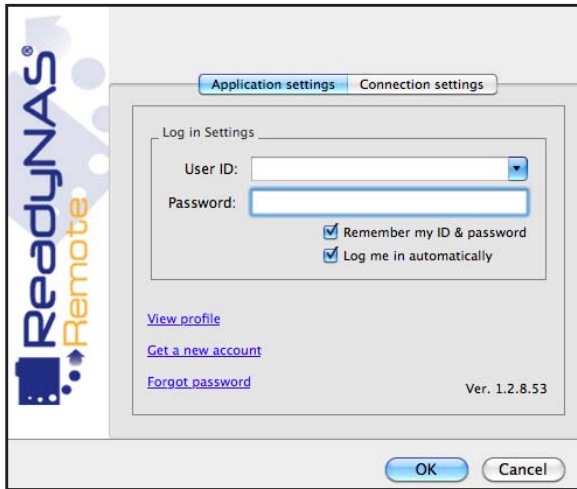 ReadyNAS®
Remote
Application settings
Connection settings
Log in Settings
User ID:
Password:
Remember my ID & password
Log me in automatically
View profile
Get a new account
Forgot password
Ver. 1.2.8.53
OK
Cancel